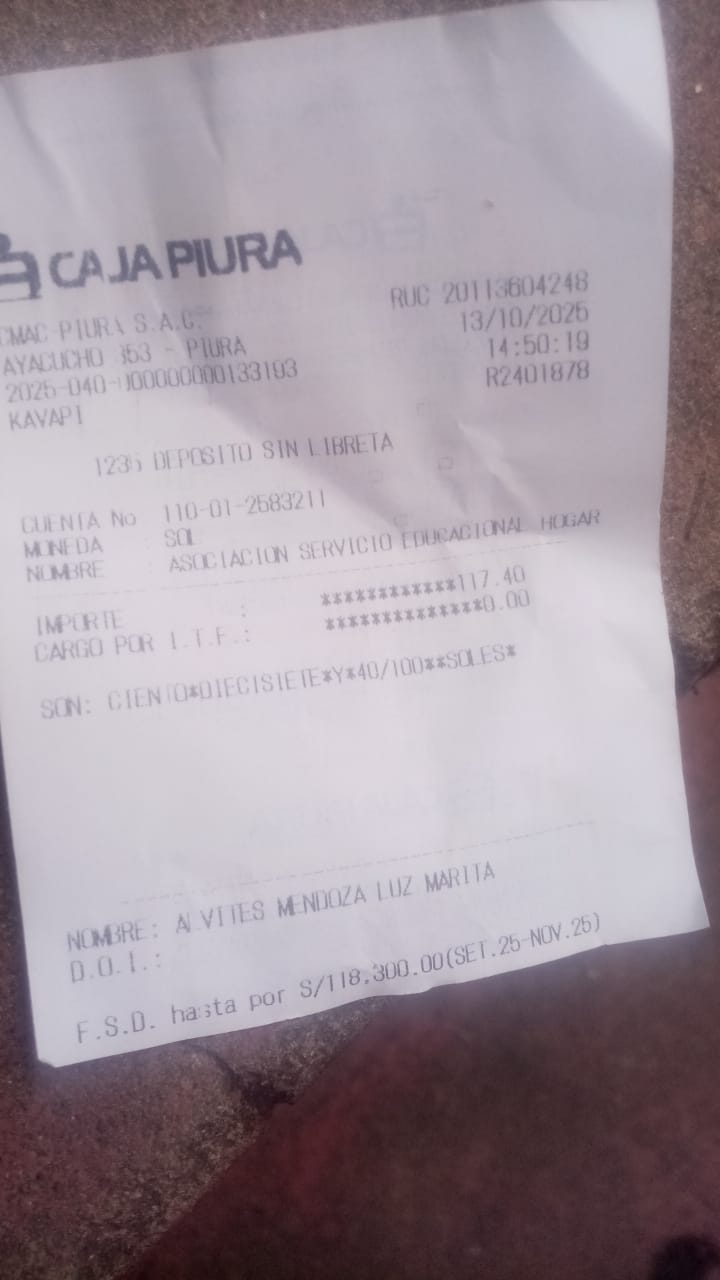 CAJA PIURA
CMAC-PIURA S.A.C. RUC 20113604248
AYACUCHO 353 - PIURA 13/10/2025
2025-040-000000000133193 14:50:19
KAVAPI R2401878
1235 DEPOSITO SIN LIBRETA
CUENTA No 110-01-2583211
MONEDA : SOL
NOMBRE : ASOCIACION SERVICIO EDUCACIONAL HOGAR
IMPORTE : ************117.40
CARGO POR I.T.F.: **************0.00
SON: CIENTO*DIECISIETE*Y*40/100**SOLES*
NOMBRE: ALVITES MENDOZA LUZ MARITA
D.O.I.:
F.S.D. hasta por S/118,300.00(SET.25-NOV.25)